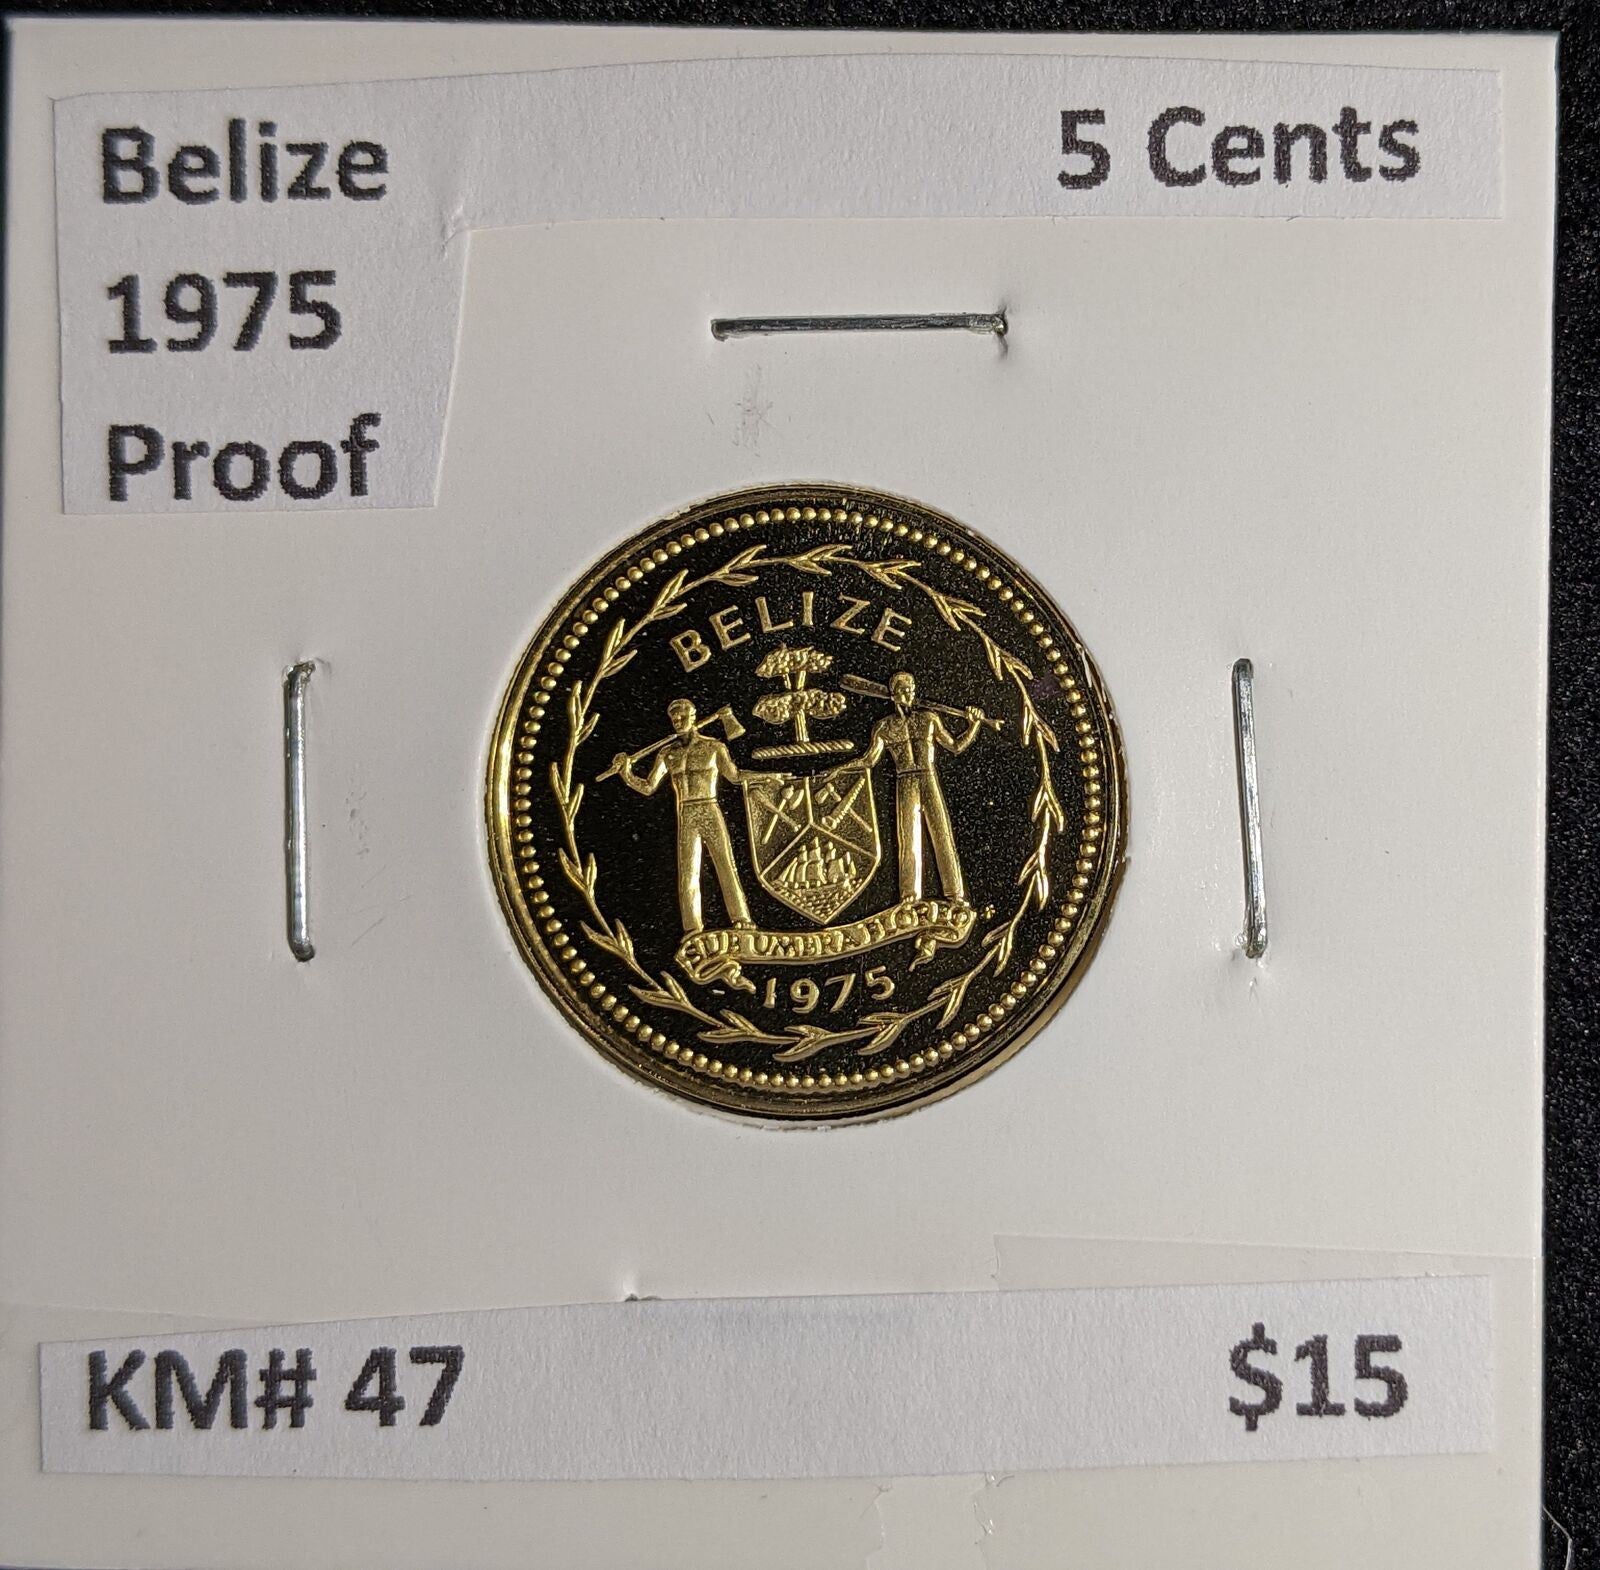 Belize 5 Cents
1975
Proof
BELIZE
SUB UMBRA FLOREO
1975
KM# 47 $15